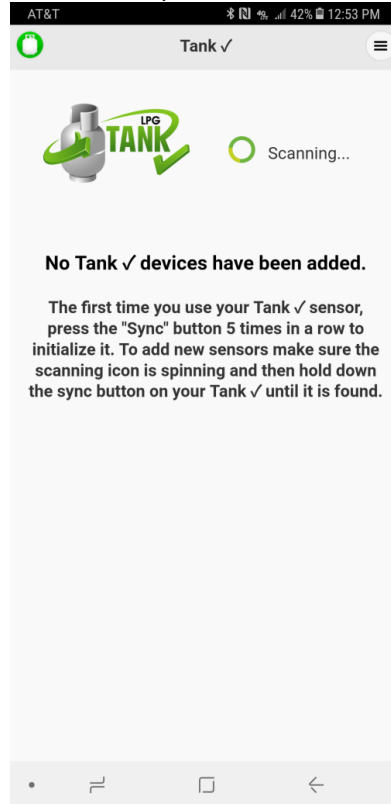 AT&T 4G 42% 12:53 PM
Tank ✓
LPG
TANK
Scanning...
No Tank ✓ devices have been added.
The first time you use your Tank ✓ sensor,
press the "Sync" button 5 times in a row to
initialize it. To add new sensors make sure the
scanning icon is spinning and then hold down
the sync button on your Tank ✓ until it is found.